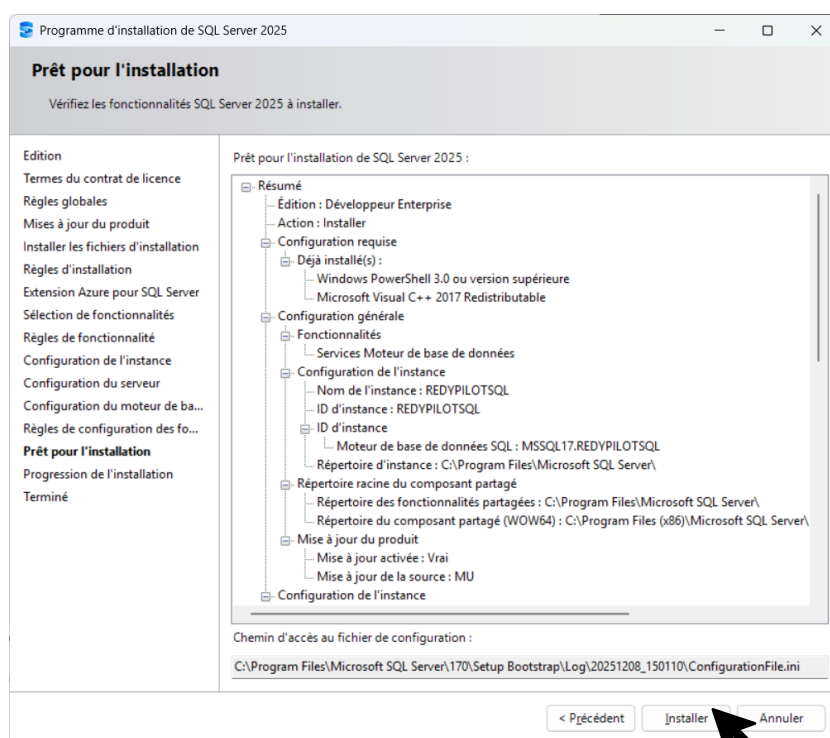 Programme d'installation de SQL Server 2025
Prêt pour l'installation
Vérifiez les fonctionnalités SQL Server 2025 à installer.
Edition
Termes du contrat de licence
Règles globales
Mises à jour du produit
Installer les fichiers d'installation
Règles d'installation
Extension Azure pour SQL Server
Sélection de fonctionnalités
Règles de fonctionnalité
Configuration de l'instance
Configuration du serveur
Configuration du moteur de ba...
Règles de configuration des fo...
Prêt pour l'installation
Progression de l'installation
Terminé
Prêt pour l'installation de SQL Server 2025 :
Résumé
Édition : Développeur Enterprise
Action : Installer
Configuration requise
Déjà installé(s) :
Windows PowerShell 3.0 ou version supérieure
Microsoft Visual C++ 2017 Redistributable
Configuration générale
Fonctionnalités
Services Moteur de base de données
Configuration de l'instance
Nom de l'instance : REDYPILOTSQL
ID d'instance : REDYPILOTSQL
ID d'instance
Moteur de base de données SQL : MSSQL17.REDYPILOTSQL
Répertoire d'instance : C:\Program Files\Microsoft SQL Server\
Répertoire racine du composant partagé
Répertoire des fonctionnalités partagées : C:\Program Files\Microsoft SQL Server\
Répertoire du composant partagé (WOW64) : C:\Program Files (x86)\Microsoft SQL Server\
Mise à jour du produit
Mise à jour activée : Vrai
Mise à jour de la source : MU
Configuration de l'instance
Chemin d'accès au fichier de configuration :
C:\Program Files\Microsoft SQL Server\170\Setup Bootstrap\Log\20251208_150110\ConfigurationFile.ini
< Précédent
Installer
Annuler